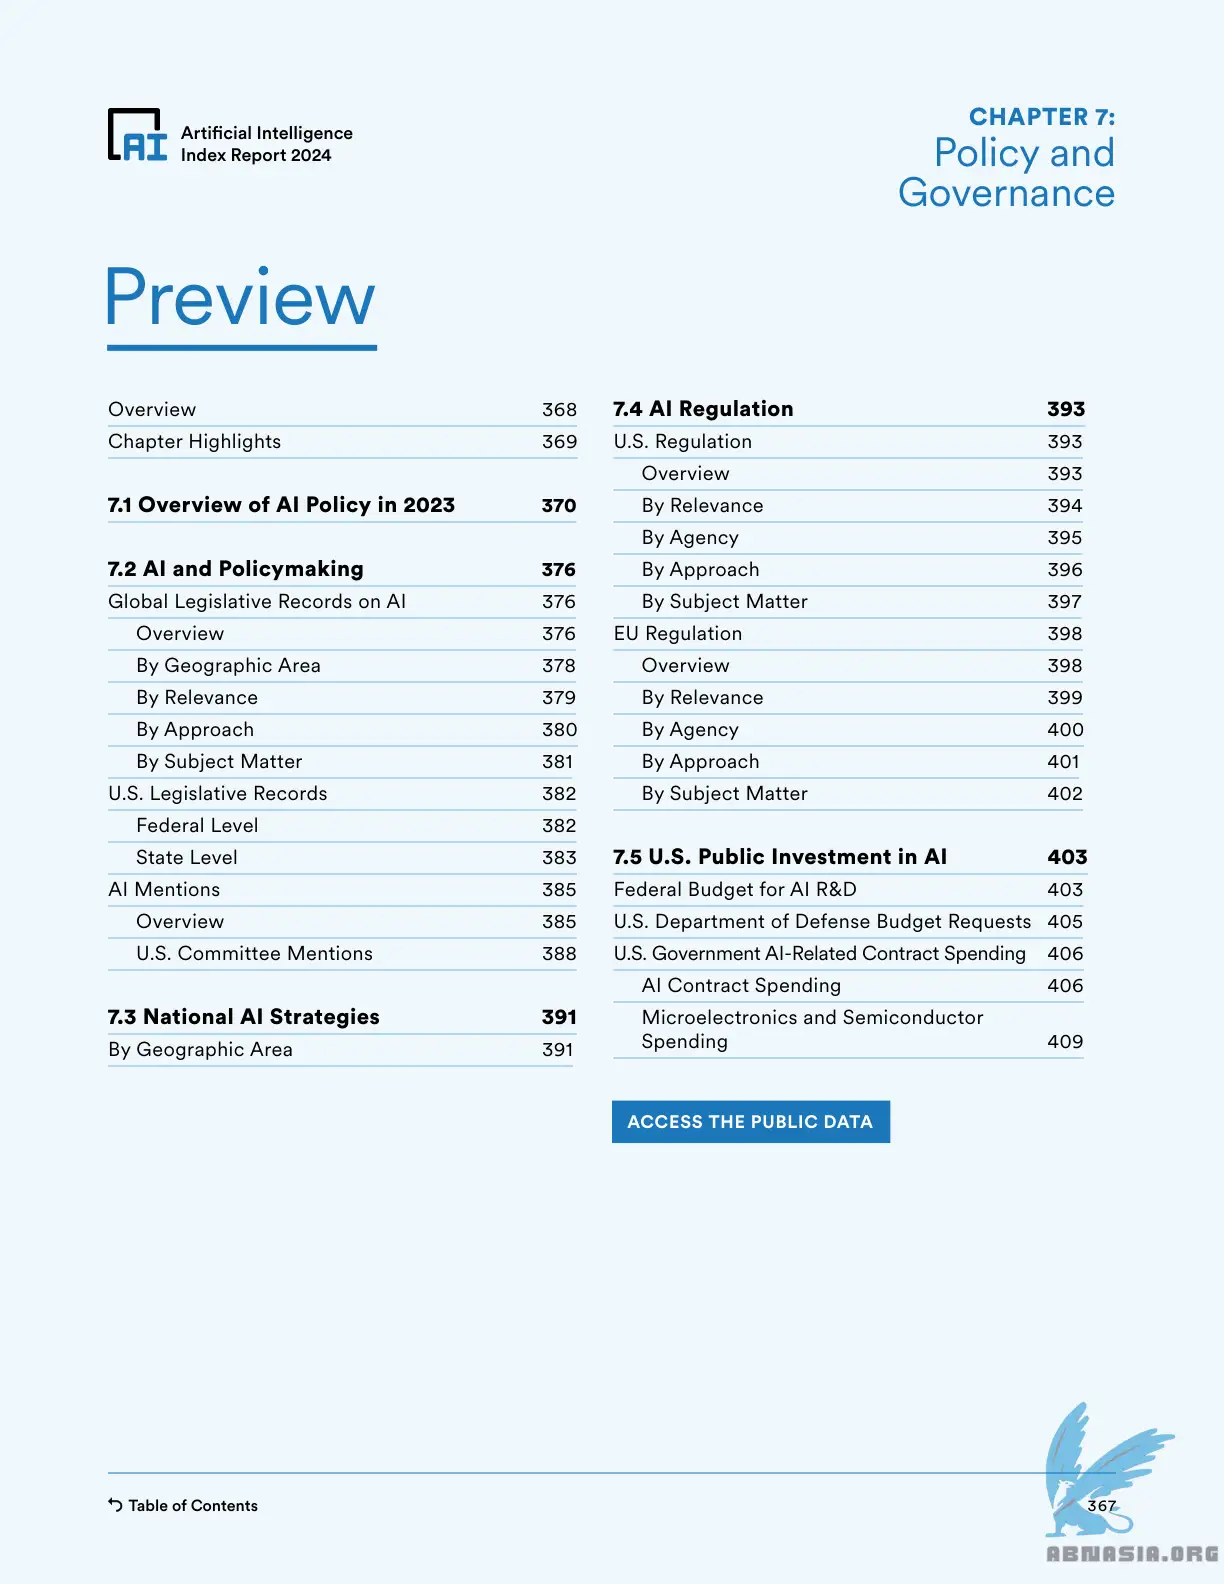 AI
Artificial Intelligence
Index Report 2024
CHAPTER 7:
Policy and
Governance
Preview
Overview 368
Chapter Highlights 369
7.1 Overview of AI Policy in 2023 370
7.2 AI and Policymaking 376
Global Legislative Records on AI 376
Overview 376
By Geographic Area 378
By Relevance 379
By Approach 380
By Subject Matter 381
U.S. Legislative Records 382
Federal Level 382
State Level 383
AI Mentions 385
Overview 385
U.S. Committee Mentions 388
7.3 National AI Strategies 391
By Geographic Area 391
7.4 AI Regulation 393
U.S. Regulation 393
Overview 393
By Relevance 394
By Agency 395
By Approach 396
By Subject Matter 397
EU Regulation 398
Overview 398
By Relevance 399
By Agency 400
By Approach 401
By Subject Matter 402
7.5 U.S. Public Investment in AI 403
Federal Budget for AI R&D 403
U.S. Department of Defense Budget Requests 405
U.S. Government AI-Related Contract Spending 406
AI Contract Spending 406
Microelectronics and Semiconductor
Spending 409
ACCESS THE PUBLIC DATA
Table of Contents
367
ABNASIA.ORG